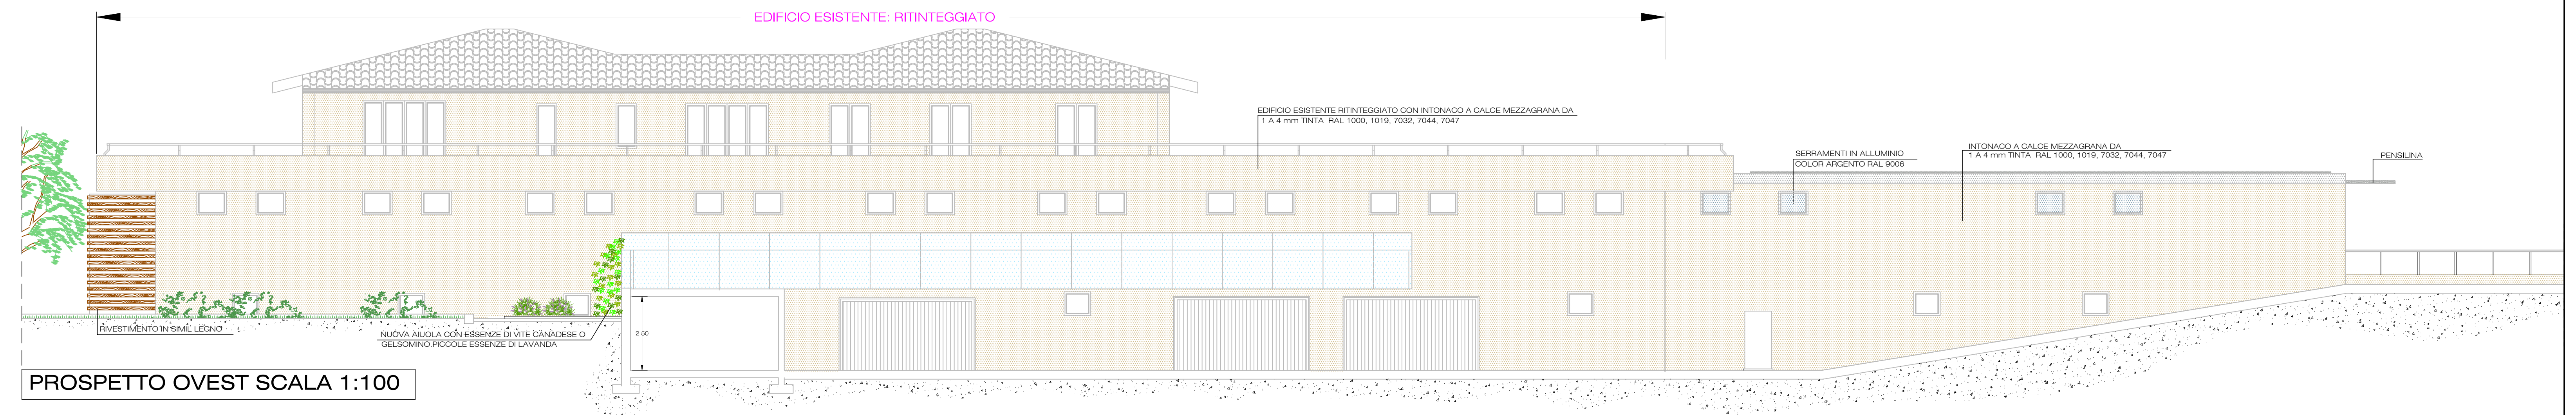 EDIFICIO ESISTENTE: RITINTEGGIATO
EDIFICIO ESISTENTE RITINTEGGIATO CON INTONACO A CALCE MEZZAGRANA DA
1 A 4 mm TINTA RAL 1000, 1019, 7032, 7044, 7047
SERRAMENTI IN ALLUMINIO
COLOR ARGENTO RAL 9006
INTONACO A CALCE MEZZAGRANA DA
1 A 4 mm TINTA RAL 1000, 1019, 7032, 7044, 7047
PENSILINA
RIVESTIMENTO IN SIMIL LEGNO
NUOVA AIUOLA CON ESSENZE DI VITE CANADESE O
GELSOMINO PICCOLE ESSENZE DI LAVANDA
2.50
PROSPETTO OVEST SCALA 1:100